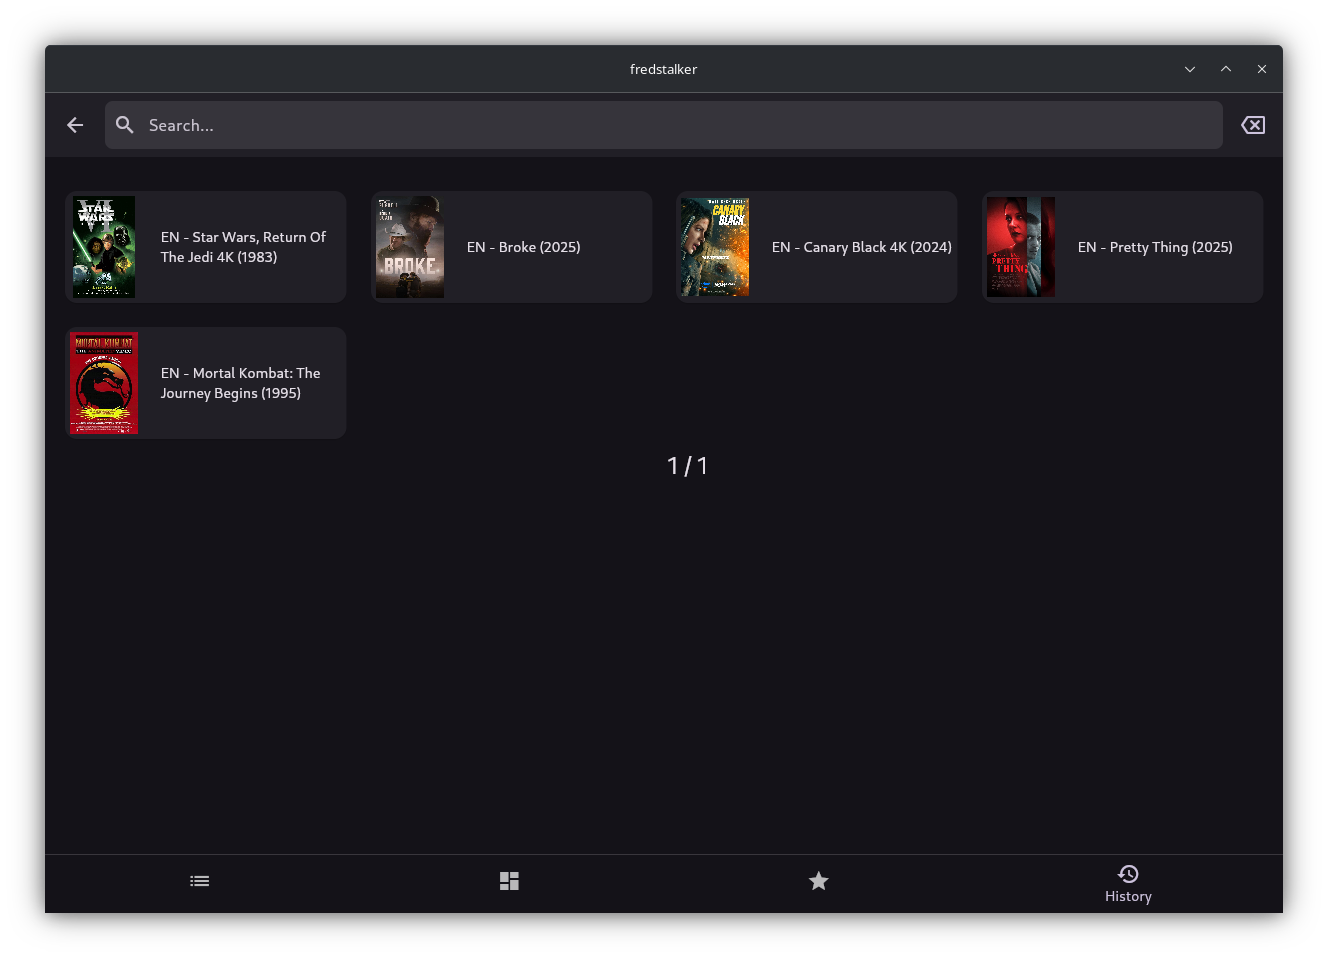 fredstalker
Search...
STAR
WARS
EN - Star Wars, Return Of
The Jedi 4K (1983)
BROKE
EN - Broke (2025)
CANARY
BLACK
EN - Canary Black 4K (2024)
PRETTY
THING
EN - Pretty Thing (2025)
MORTAL KOMBAT
EN - Mortal Kombat: The
Journey Begins (1995)
1 / 1
History